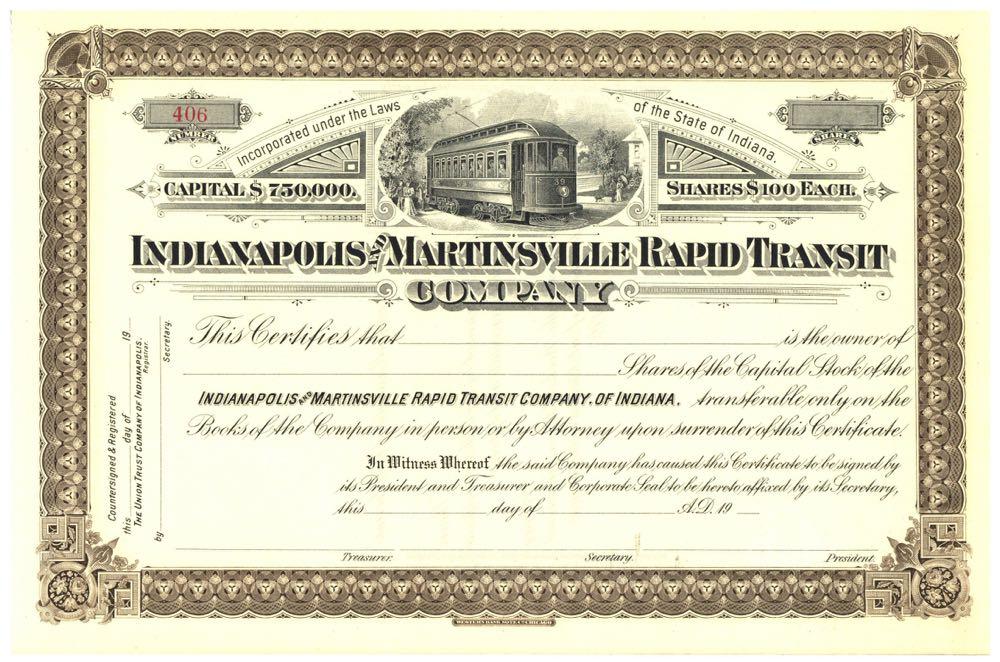 406
NUMBER
SHARES
Incorporated under the Laws
of the State of Indiana.
CAPITAL $ 750,000.
SHARES $100 EACH.
39
INDIANAPOLIS AND MARTINSVILLE RAPID TRANSIT
COMPANY
This Certifies that is the owner of
Shares of the Capital Stock of the
INDIANAPOLIS AND MARTINSVILLE RAPID TRANSIT COMPANY, OF INDIANA, transferable only on the
Books of the Company in person or by Attorney upon surrender of this Certificate.
In Witness Whereof the said Company has caused this Certificate to be signed by
its President and Treasurer and Corporate Seal to be hereto affixed by its Secretary,
this day of A.D. 19
Treasurer. Secretary. President.
Countersigned & Registered
this day of 19
THE UNION TRUST COMPANY OF INDIANAPOLIS,
Registrar.
by Secretary.
WESTERN BANK NOTE CO. CHICAGO